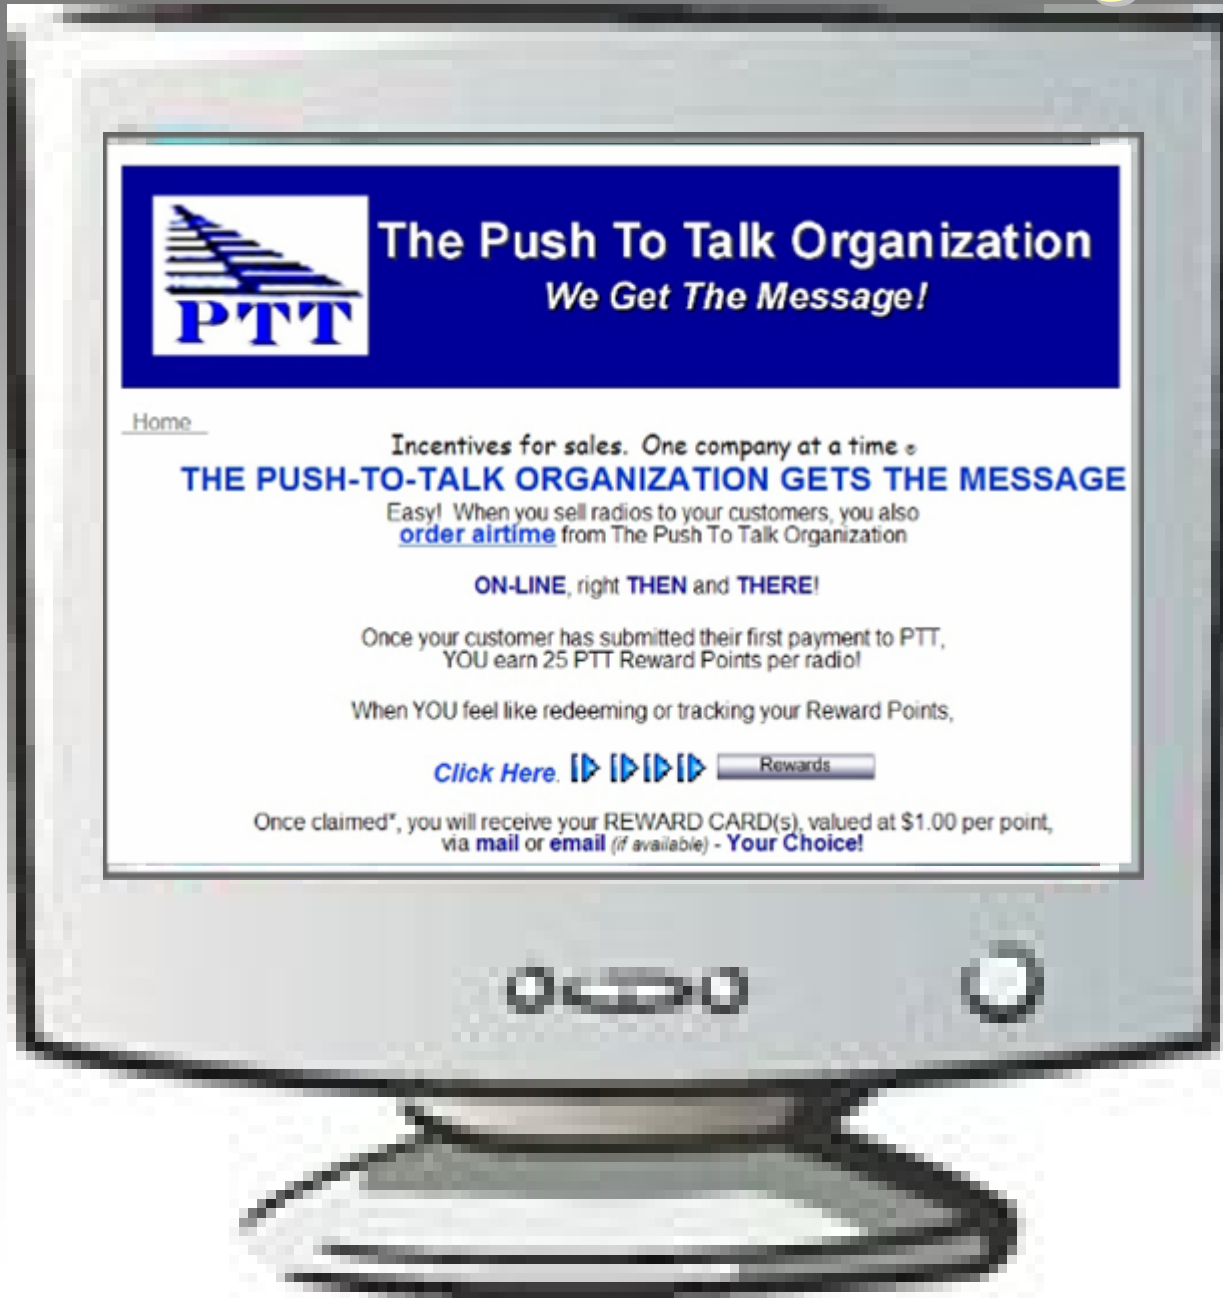 The Push To Talk Organization
We Get The Message!
PTT
Home
Incentives for sales. One company at a time
THE PUSH-TO-TALK ORGANIZATION GETS THE MESSAGE
Easy! When you sell radios to your customers, you also
order airtime from The Push To Talk Organization
ON-LINE, right THEN and THERE!
Once your customer has submitted their first payment to PTT,
YOU earn 25 PTT Reward Points per radio!
When YOU feel like redeeming or tracking your Reward Points,
Click Here. Rewards
Once claimed*, you will receive your REWARD CARD(s), valued at $1.00 per point,
via mail or email (if available) - Your Choice!